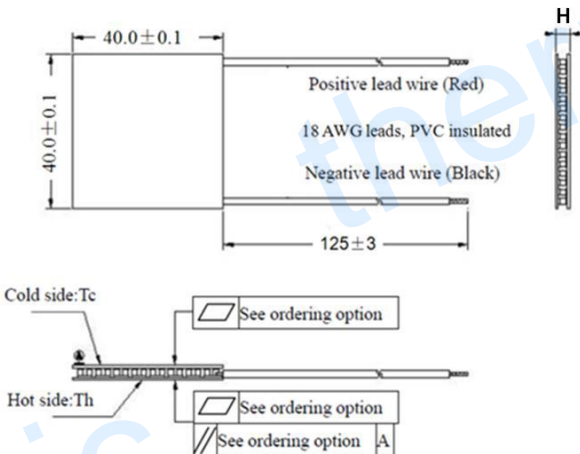 40.0±0.1
H
40.0±0.1
Positive lead wire (Red)
18 AWG leads, PVC insulated
Negative lead wire (Black)
125±3
Cold side:Tc
See ordering option
Hot side:Th
See ordering option
See ordering option A